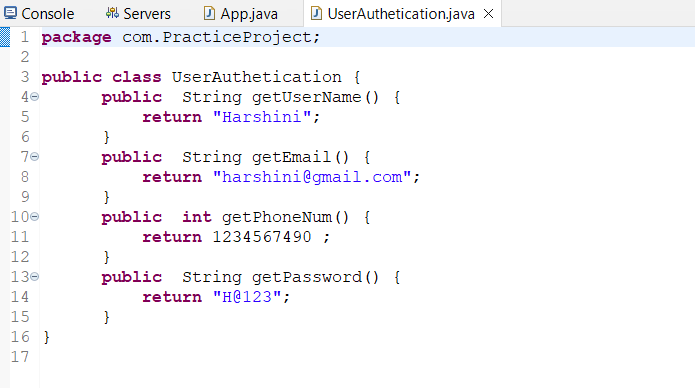 Console Servers App.java UserAuthetication.java
1 package com.PracticeProject;
2
3 public class UserAuthetication {
4 public  String getUserName() {
5 return "Harshini";
6 }
7 public  String getEmail() {
8 return "harshini@gmail.com";
9 }
10 public  int getPhoneNum() {
11 return 1234567490 ;
12 }
13 public  String getPassword() {
14 return "H@123";
15 }
16 }
17